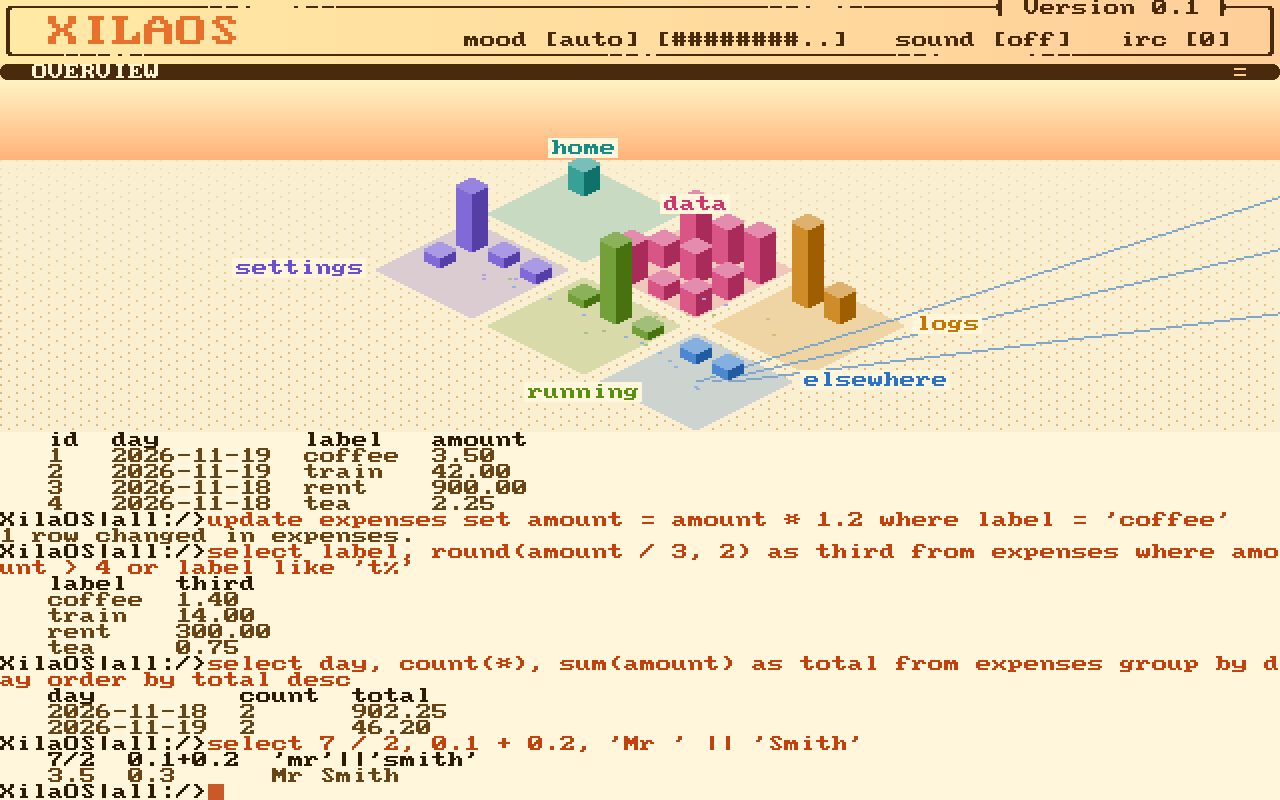 Version 0.1
XILAOS
mood [auto] [########..] sound [off] irc [0]
OVERVIEW =
home
data
settings
logs
elsewhere
running
id day label amount
1 2026-11-19 coffee 3.50
2 2026-11-19 train 42.00
3 2026-11-18 rent 900.00
4 2026-11-18 tea 2.25
XilaOS|all:/>update expenses set amount = amount * 1.2 where label = 'coffee'
1 row changed in expenses.
XilaOS|all:/>select label, round(amount / 3, 2) as third from expenses where amo
unt > 4 or label like 't%'
label third
coffee 1.40
train 14.00
rent 300.00
tea 0.75
XilaOS|all:/>select day, count(*), sum(amount) as total from expenses group by d
ay order by total desc
day count total
2026-11-18 2 902.25
2026-11-19 2 46.20
XilaOS|all:/>select 7 / 2, 0.1 + 0.2, 'Mr ' || 'Smith'
7/2 0.1+0.2 'mr'||'smith'
3.5 0.3 Mr Smith
XilaOS|all:/>